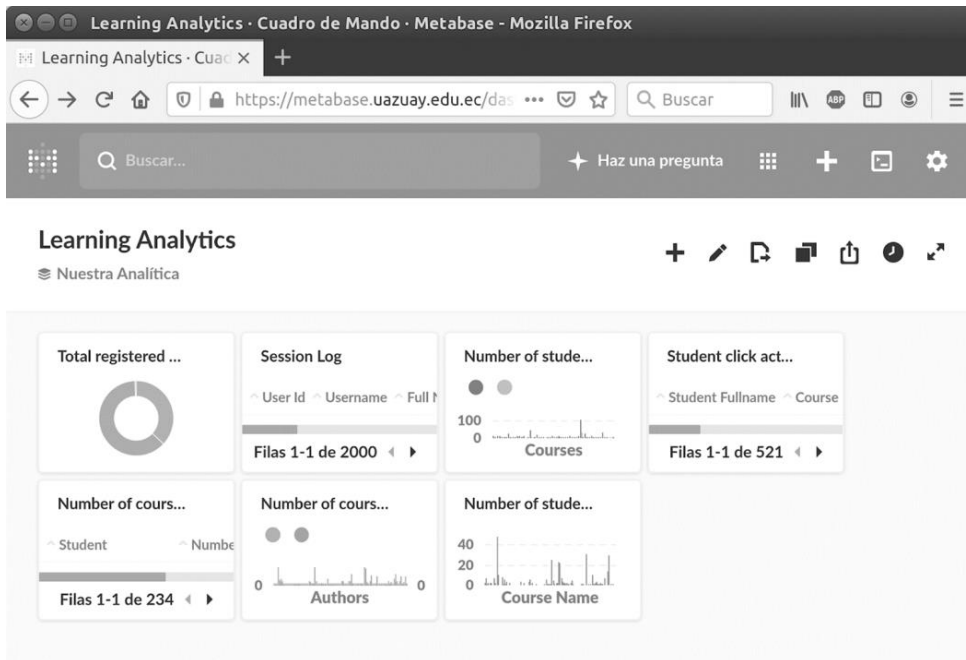 Learning Analytics · Cuadro de Mando · Metabase - Mozilla Firefox
Learning Analytics · Cuad
https://metabase.uazuay.edu.ec/das
Buscar
ABP
Buscar...
Haz una pregunta
Learning Analytics
Nuestra Analítica
Total registered ...
Session Log
User Id Username Full
Filas 1-1 de 2000
Number of stude...
100
0
Courses
Student click act...
Student Fullname Course
Filas 1-1 de 521
Number of cours...
Student Numbe
Filas 1-1 de 234
Number of cours...
0 0
Authors
Number of stude...
40
20
0
Course Name